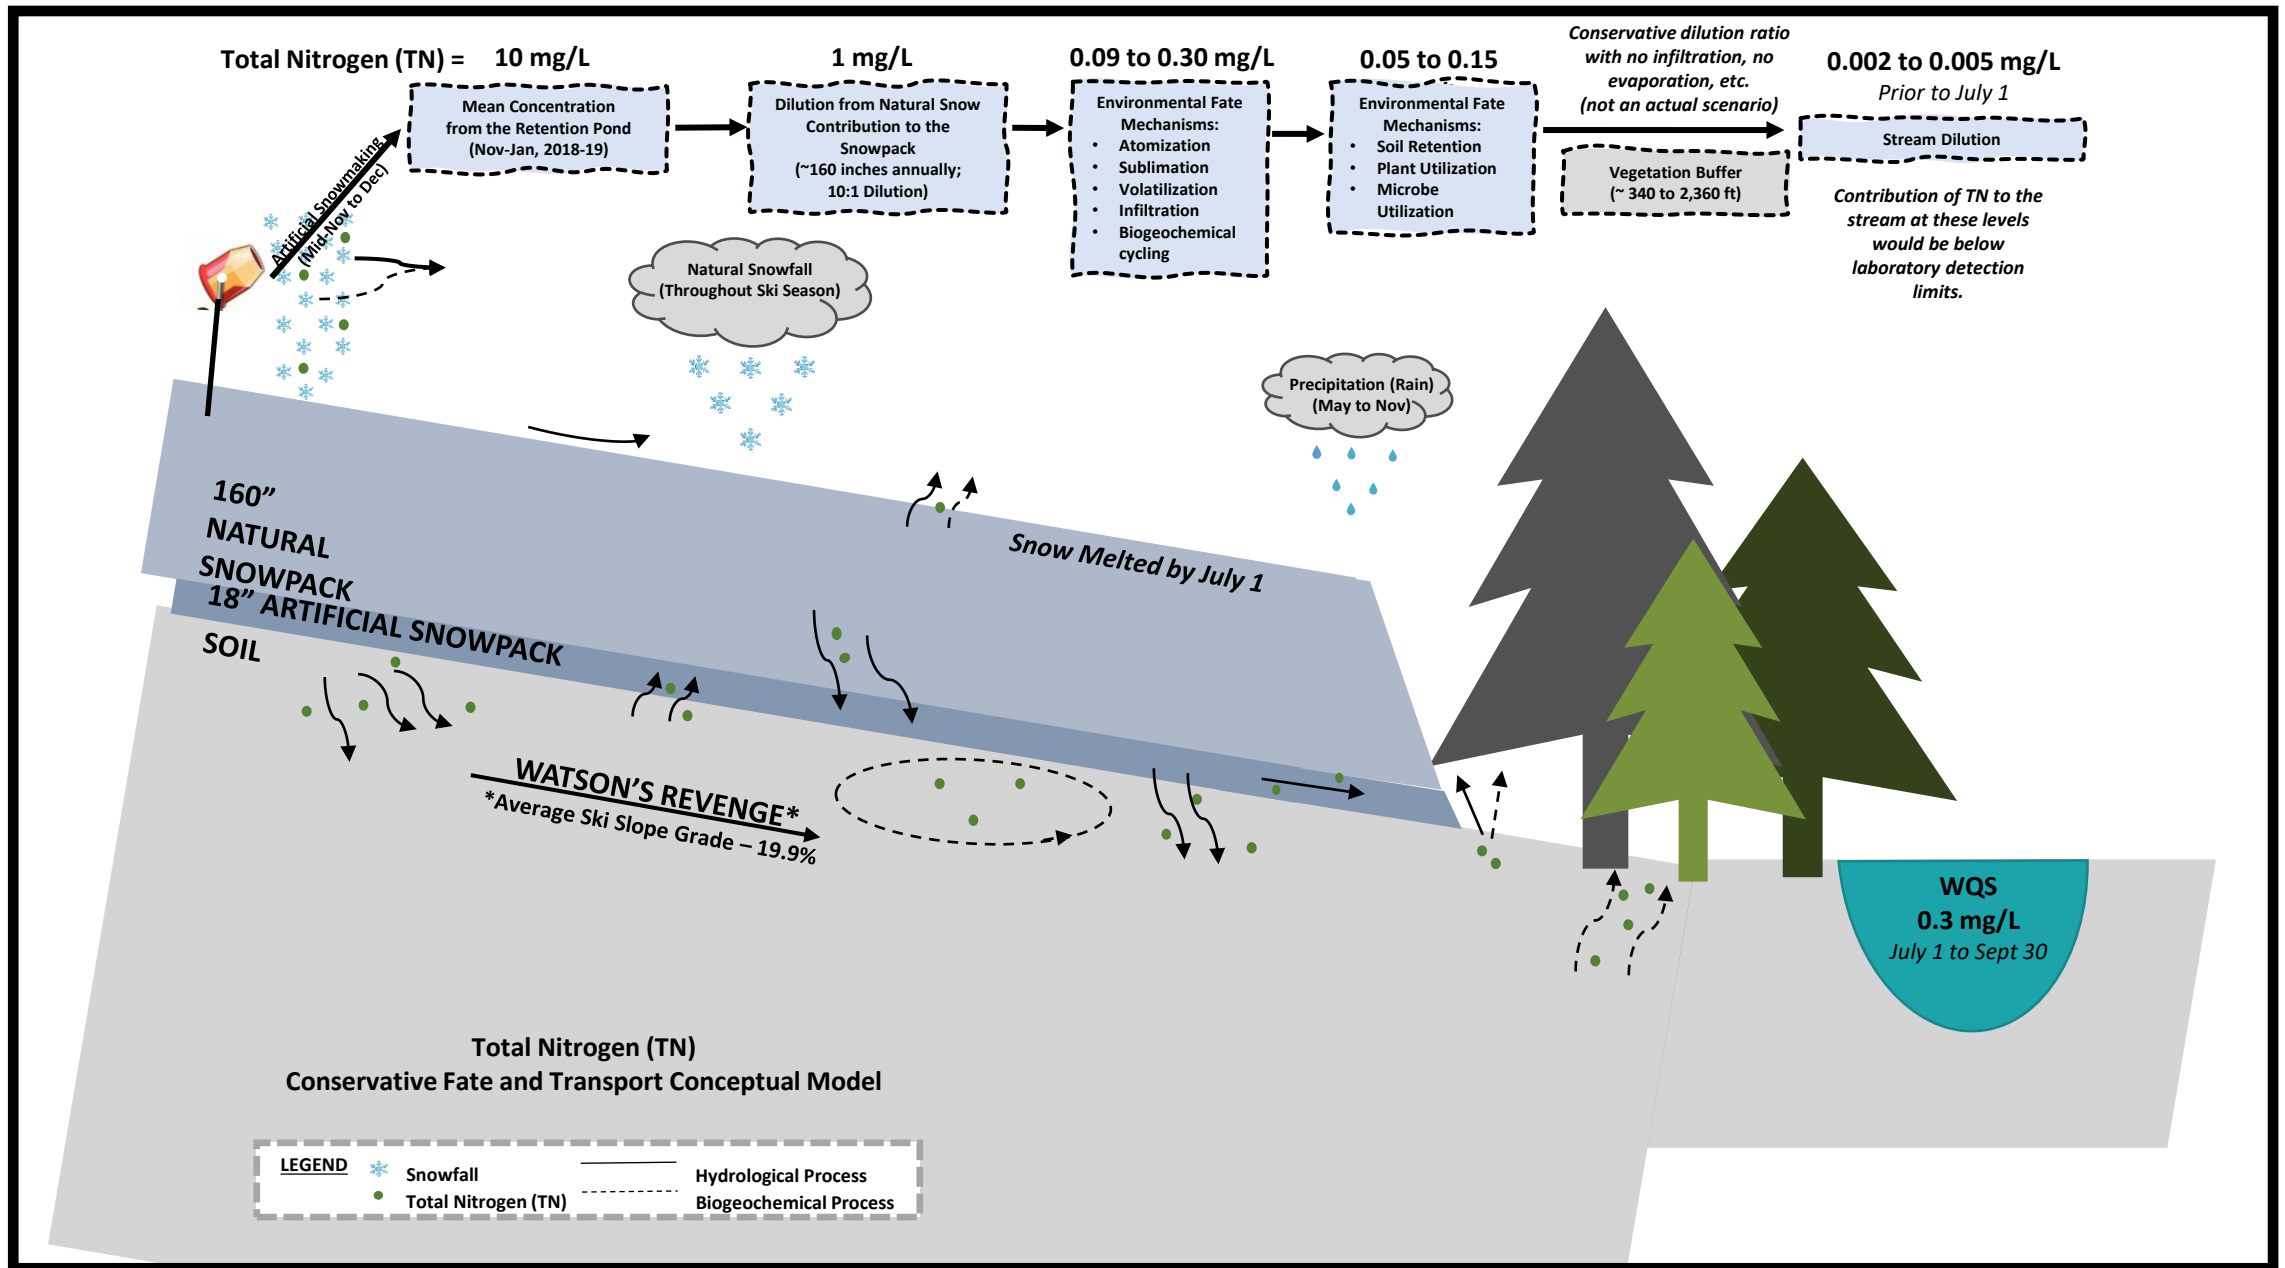 Total Nitrogen (TN) =
10 mg/L
1 mg/L
0.09 to 0.30 mg/L
0.05 to 0.15
Conservative dilution ratio
with no infiltration, no
evaporation, etc.
(not an actual scenario)
0.002 to 0.005 mg/L
Prior to July 1
Artificial Snowmaking
(Mid-Nov to Dec)
Mean Concentration
from the Retention Pond
(Nov-Jan, 2018-19)
Dilution from Natural Snow
Contribution to the
Snowpack
(~160 inches annually;
10:1 Dilution)
Environmental Fate
Mechanisms:
• Atomization
• Sublimation
• Volatilization
• Infiltration
• Biogeochemical
cycling
Environmental Fate
Mechanisms:
• Soil Retention
• Plant Utilization
• Microbe
Utilization
Vegetation Buffer
(~ 340 to 2,360 ft)
Stream Dilution
Contribution of TN to the
stream at these levels
would be below
laboratory detection
limits.
Natural Snowfall
(Throughout Ski Season)
Precipitation (Rain)
(May to Nov)
160”
NATURAL
SNOWPACK
Snow Melted by July 1
18” ARTIFICIAL SNOWPACK
SOIL
WATSON’S REVENGE*
*Average Ski Slope Grade – 19.9%
WQS
0.3 mg/L
July 1 to Sept 30
Total Nitrogen (TN)
Conservative Fate and Transport Conceptual Model
LEGEND
Snowfall
Hydrological Process
Total Nitrogen (TN)
Biogeochemical Process